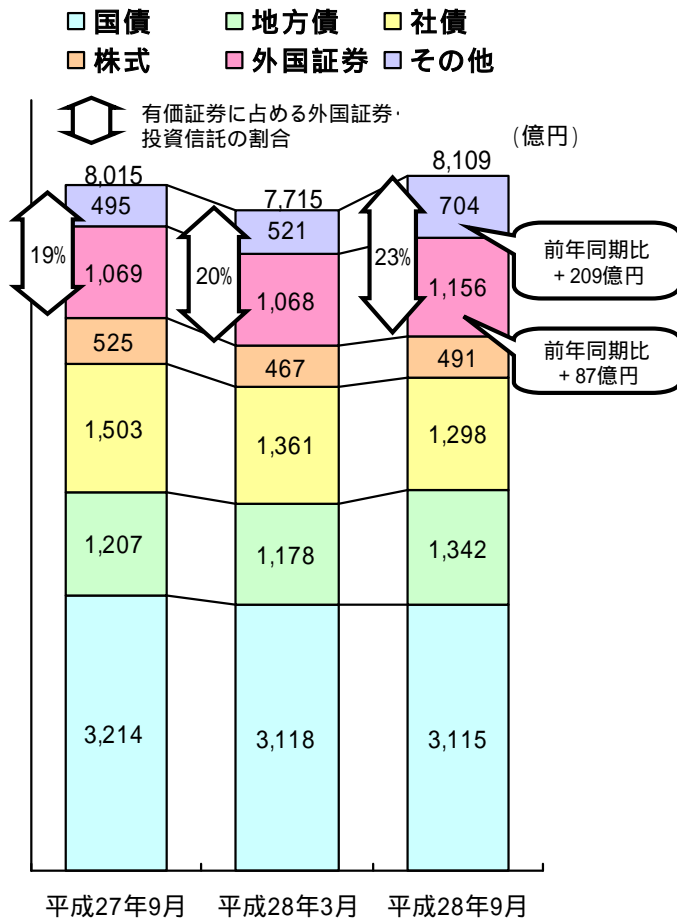 国債 地方債 社債
株式 外国証券 その他
有価証券に占める外国証券・
投資信託の割合
(億円)
8,015
495
19%
1,069
525
1,503
1,207
3,214
7,715
521
20%
1,068
467
1,361
1,178
3,118
8,109
704
23%
1,156
491
1,298
1,342
3,115
前年同期比
+209億円
前年同期比
+87億円
平成27年9月 平成28年3月 平成28年9月